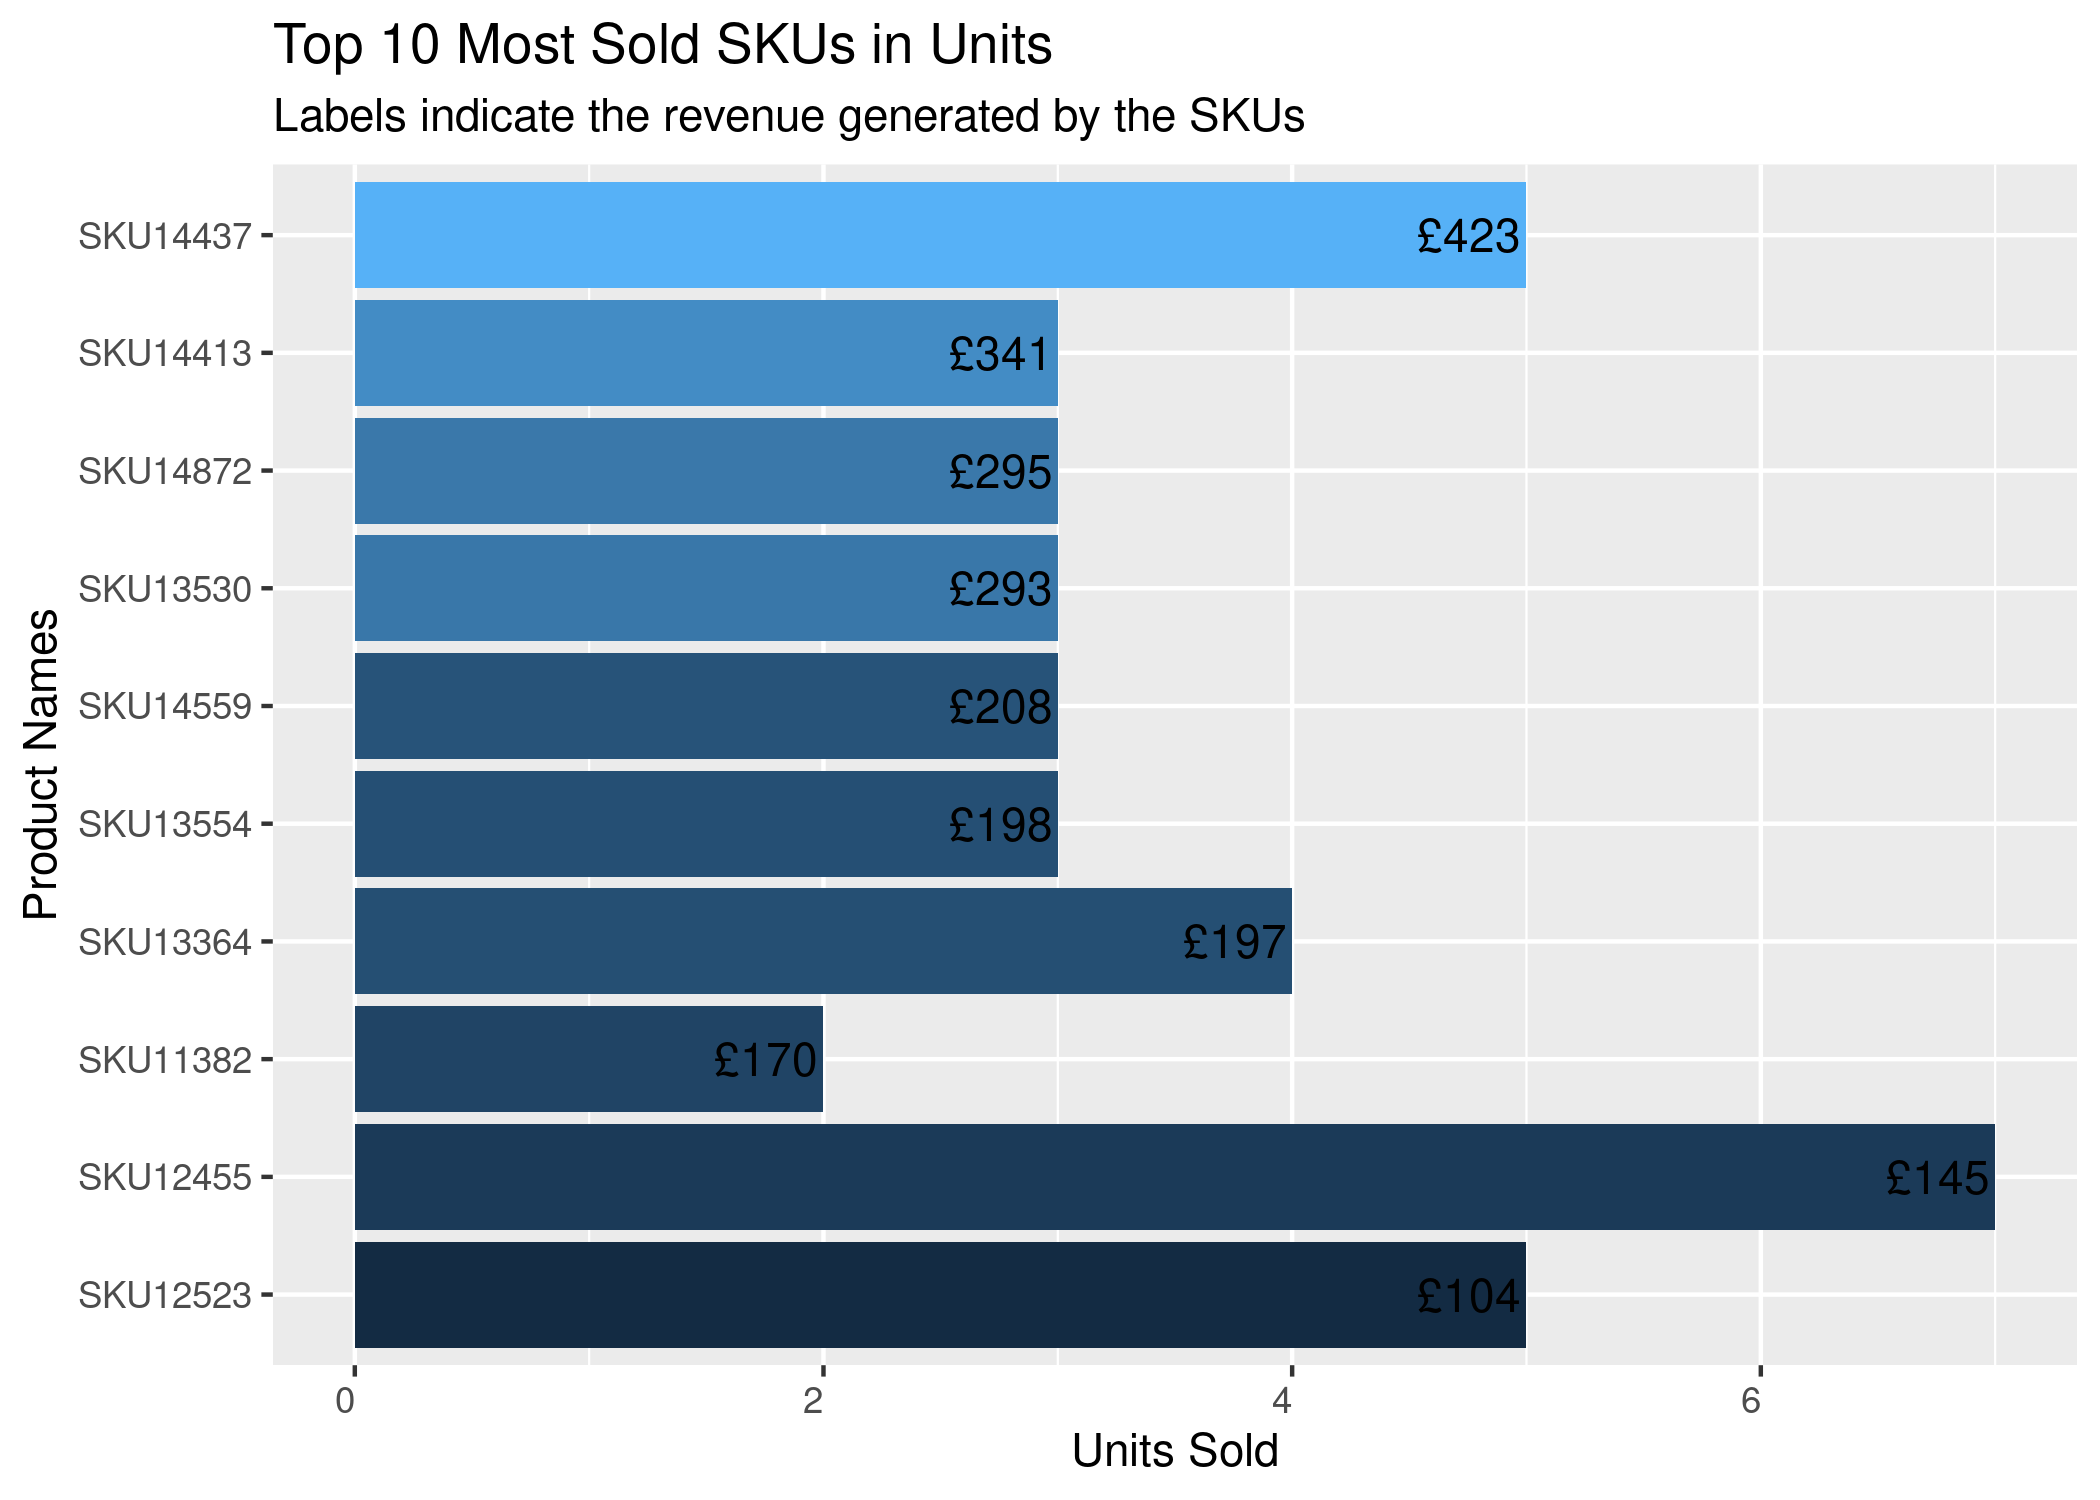 Top 10 Most Sold SKUs in Units
Labels indicate the revenue generated by the SKUs
Product Names
SKU14437 £423
SKU14413 £341
SKU14872 £295
SKU13530 £293
SKU14559 £208
SKU13554 £198
SKU13364 £197
SKU11382 £170
SKU12455 £145
SKU12523 £104
0 2 4 6
Units Sold